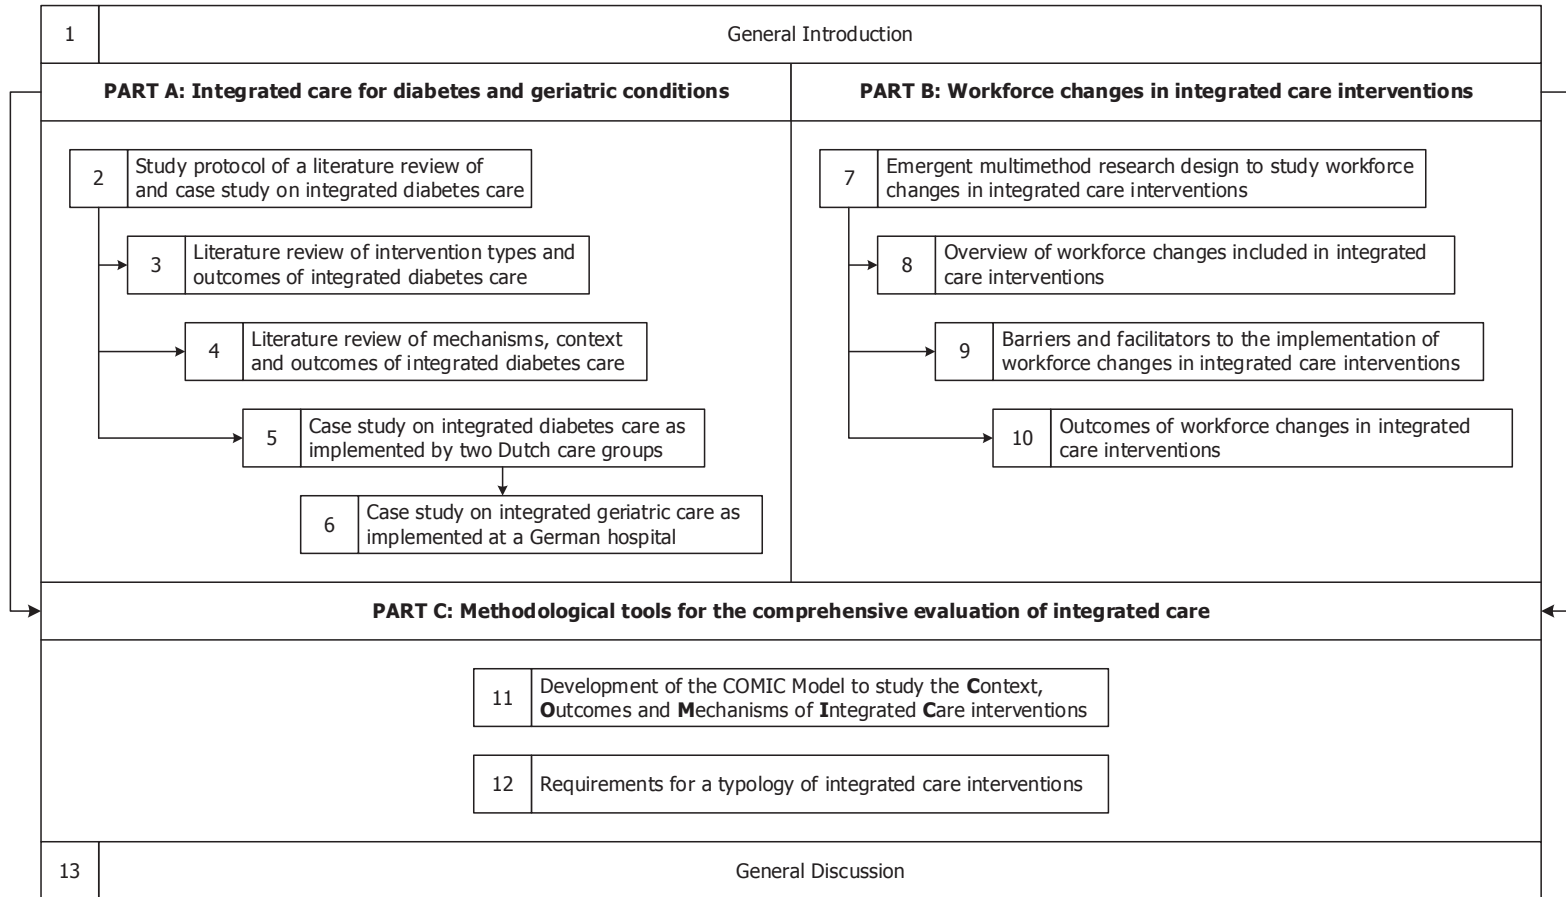 1
General Introduction
PART A: Integrated care for diabetes and geriatric conditions
2
Study protocol of a literature review of
and case study on integrated diabetes care
3
Literature review of intervention types and
outcomes of integrated diabetes care
4
Literature review of mechanisms, context
and outcomes of integrated diabetes care
5
Case study on integrated diabetes care as
implemented by two Dutch care groups
6
Case study on integrated geriatric care as
implemented at a German hospital
PART B: Workforce changes in integrated care interventions
7
Emergent multimethod research design to study workforce
changes in integrated care interventions
8
Overview of workforce changes included in integrated
care interventions
9
Barriers and facilitators to the implementation of
workforce changes in integrated care interventions
10
Outcomes of workforce changes in integrated
care interventions
PART C: Methodological tools for the comprehensive evaluation of integrated care
11
Development of the COMIC Model to study the Context,
Outcomes and Mechanisms of Integrated Care interventions
12
Requirements for a typology of integrated care interventions
13
General Discussion